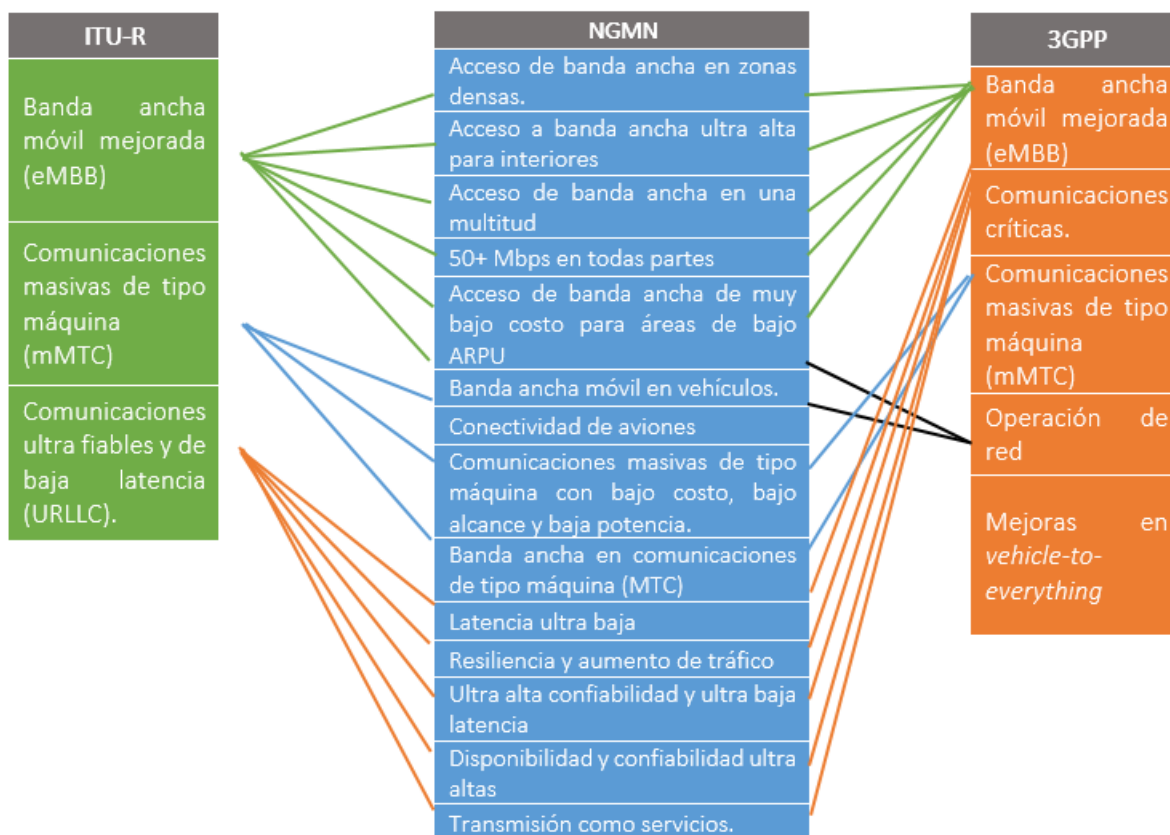 ITU-R
Banda ancha
móvil mejorada
(eMBB)
Comunicaciones
masivas de tipo
máquina
(mMTC)
Comunicaciones
ultra fiables y de
baja latencia
(URLLC).
NGMN
Acceso de banda ancha en zonas
densas.
Acceso a banda ancha ultra alta
para interiores
Acceso de banda ancha en una
multitud
50+ Mbps en todas partes
Acceso de banda ancha de muy
bajo costo para áreas de bajo
ARPU
Banda ancha móvil en vehículos.
Conectividad de aviones
Comunicaciones masivas de tipo
máquina con bajo costo, bajo
alcance y baja potencia.
Banda ancha en comunicaciones
de tipo máquina (MTC)
Latencia ultra baja
Resiliencia y aumento de tráfico
Ultra alta confiabilidad y ultra baja
latencia
Disponibilidad y confiabilidad ultra
altas
Transmisión como servicios.
3GPP
Banda ancha
móvil mejorada
(eMBB)
Comunicaciones
críticas.
Comunicaciones
masivas de tipo
máquina
(mMTC)
Operación de
red
Mejoras en
vehicle-to-
everything